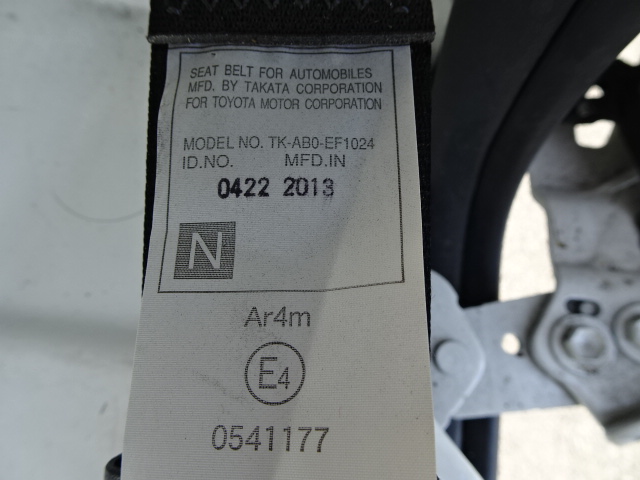 SEAT BELT FOR AUTOMOBILES
MFD. BY TAKATA CORPORATION
FOR TOYOTA MOTOR CORPORATION
MODEL NO. TK-AB0-EF1024
ID.NO. MFD.IN
0422 2013
N
Ar4m
E4
0541177